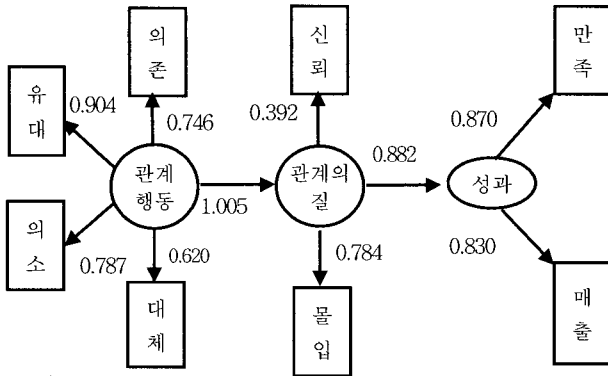 의
존
신
뢰
만
족
유
대
0.904
0.746
0.392
0.870
관계
행동
1.005
관계의
질
0.882
성과
의
소
0.787
0.620
0.784
0.830
대
체
몰
입
매
출